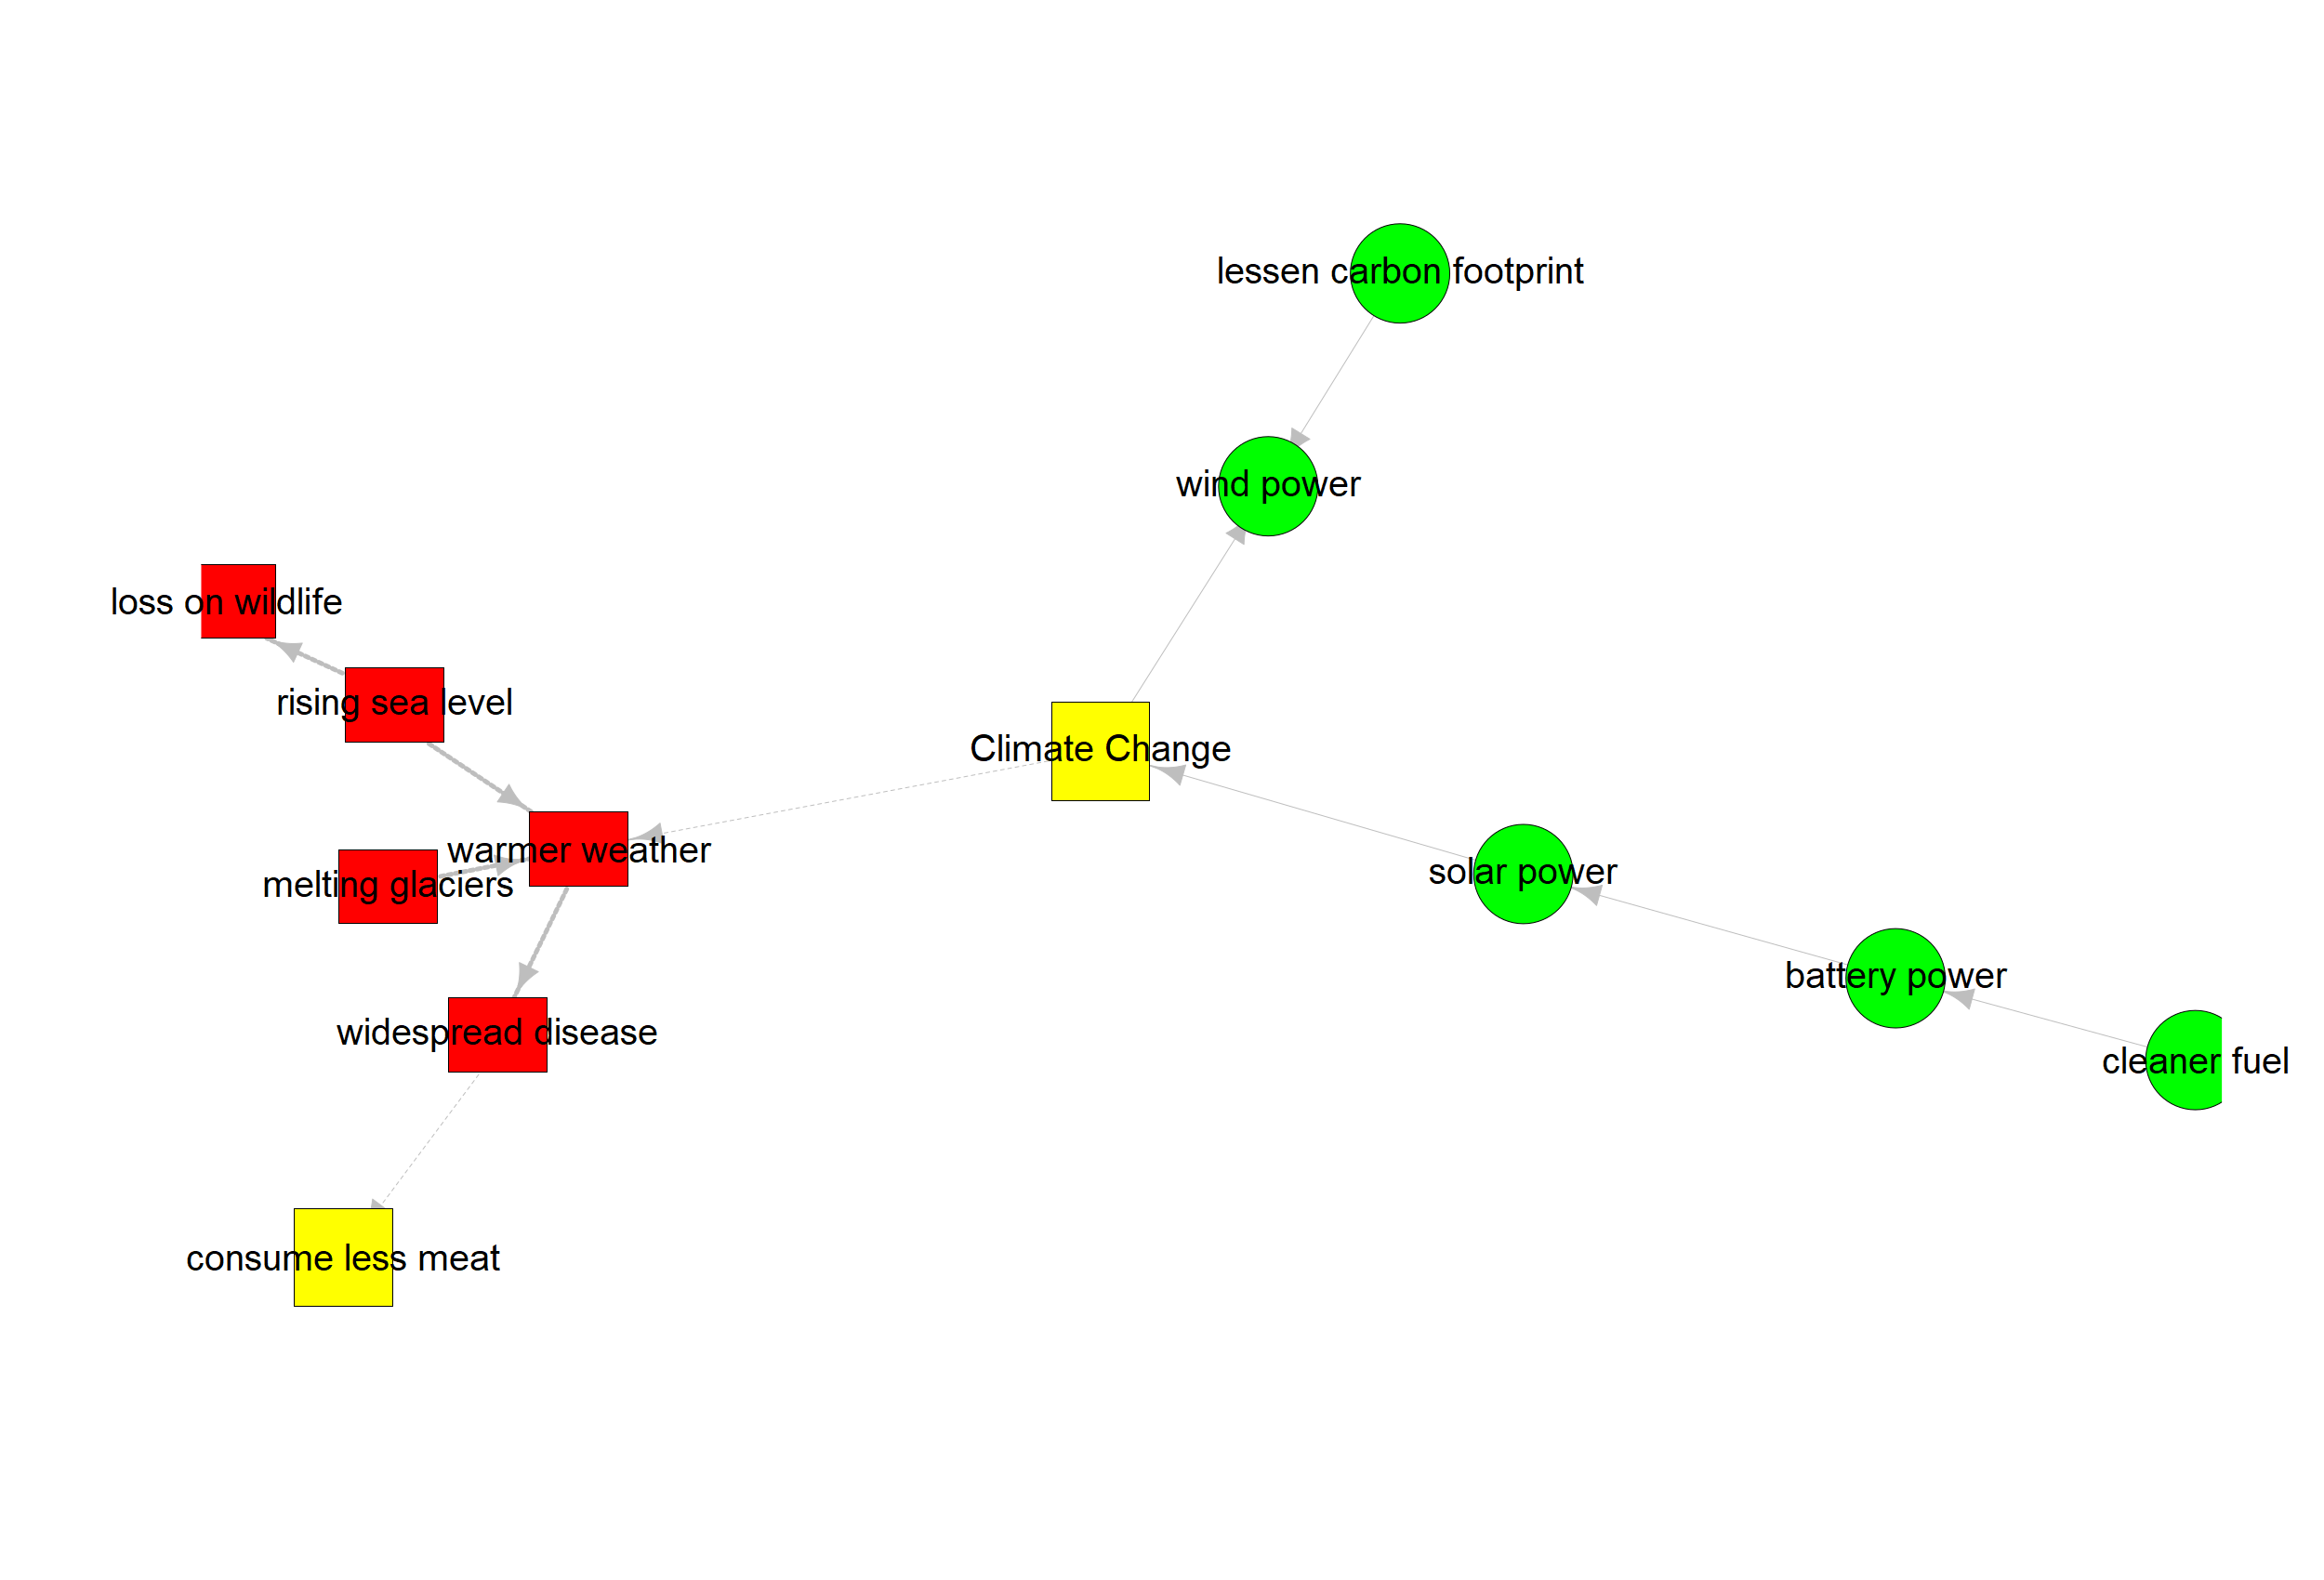 lessen carbon footprint
wind power
loss on wildlife
rising sea level
Climate Change
warmer weather
solar power
melting glaciers
battery power
widespread disease
cleaner fuel
consume less meat